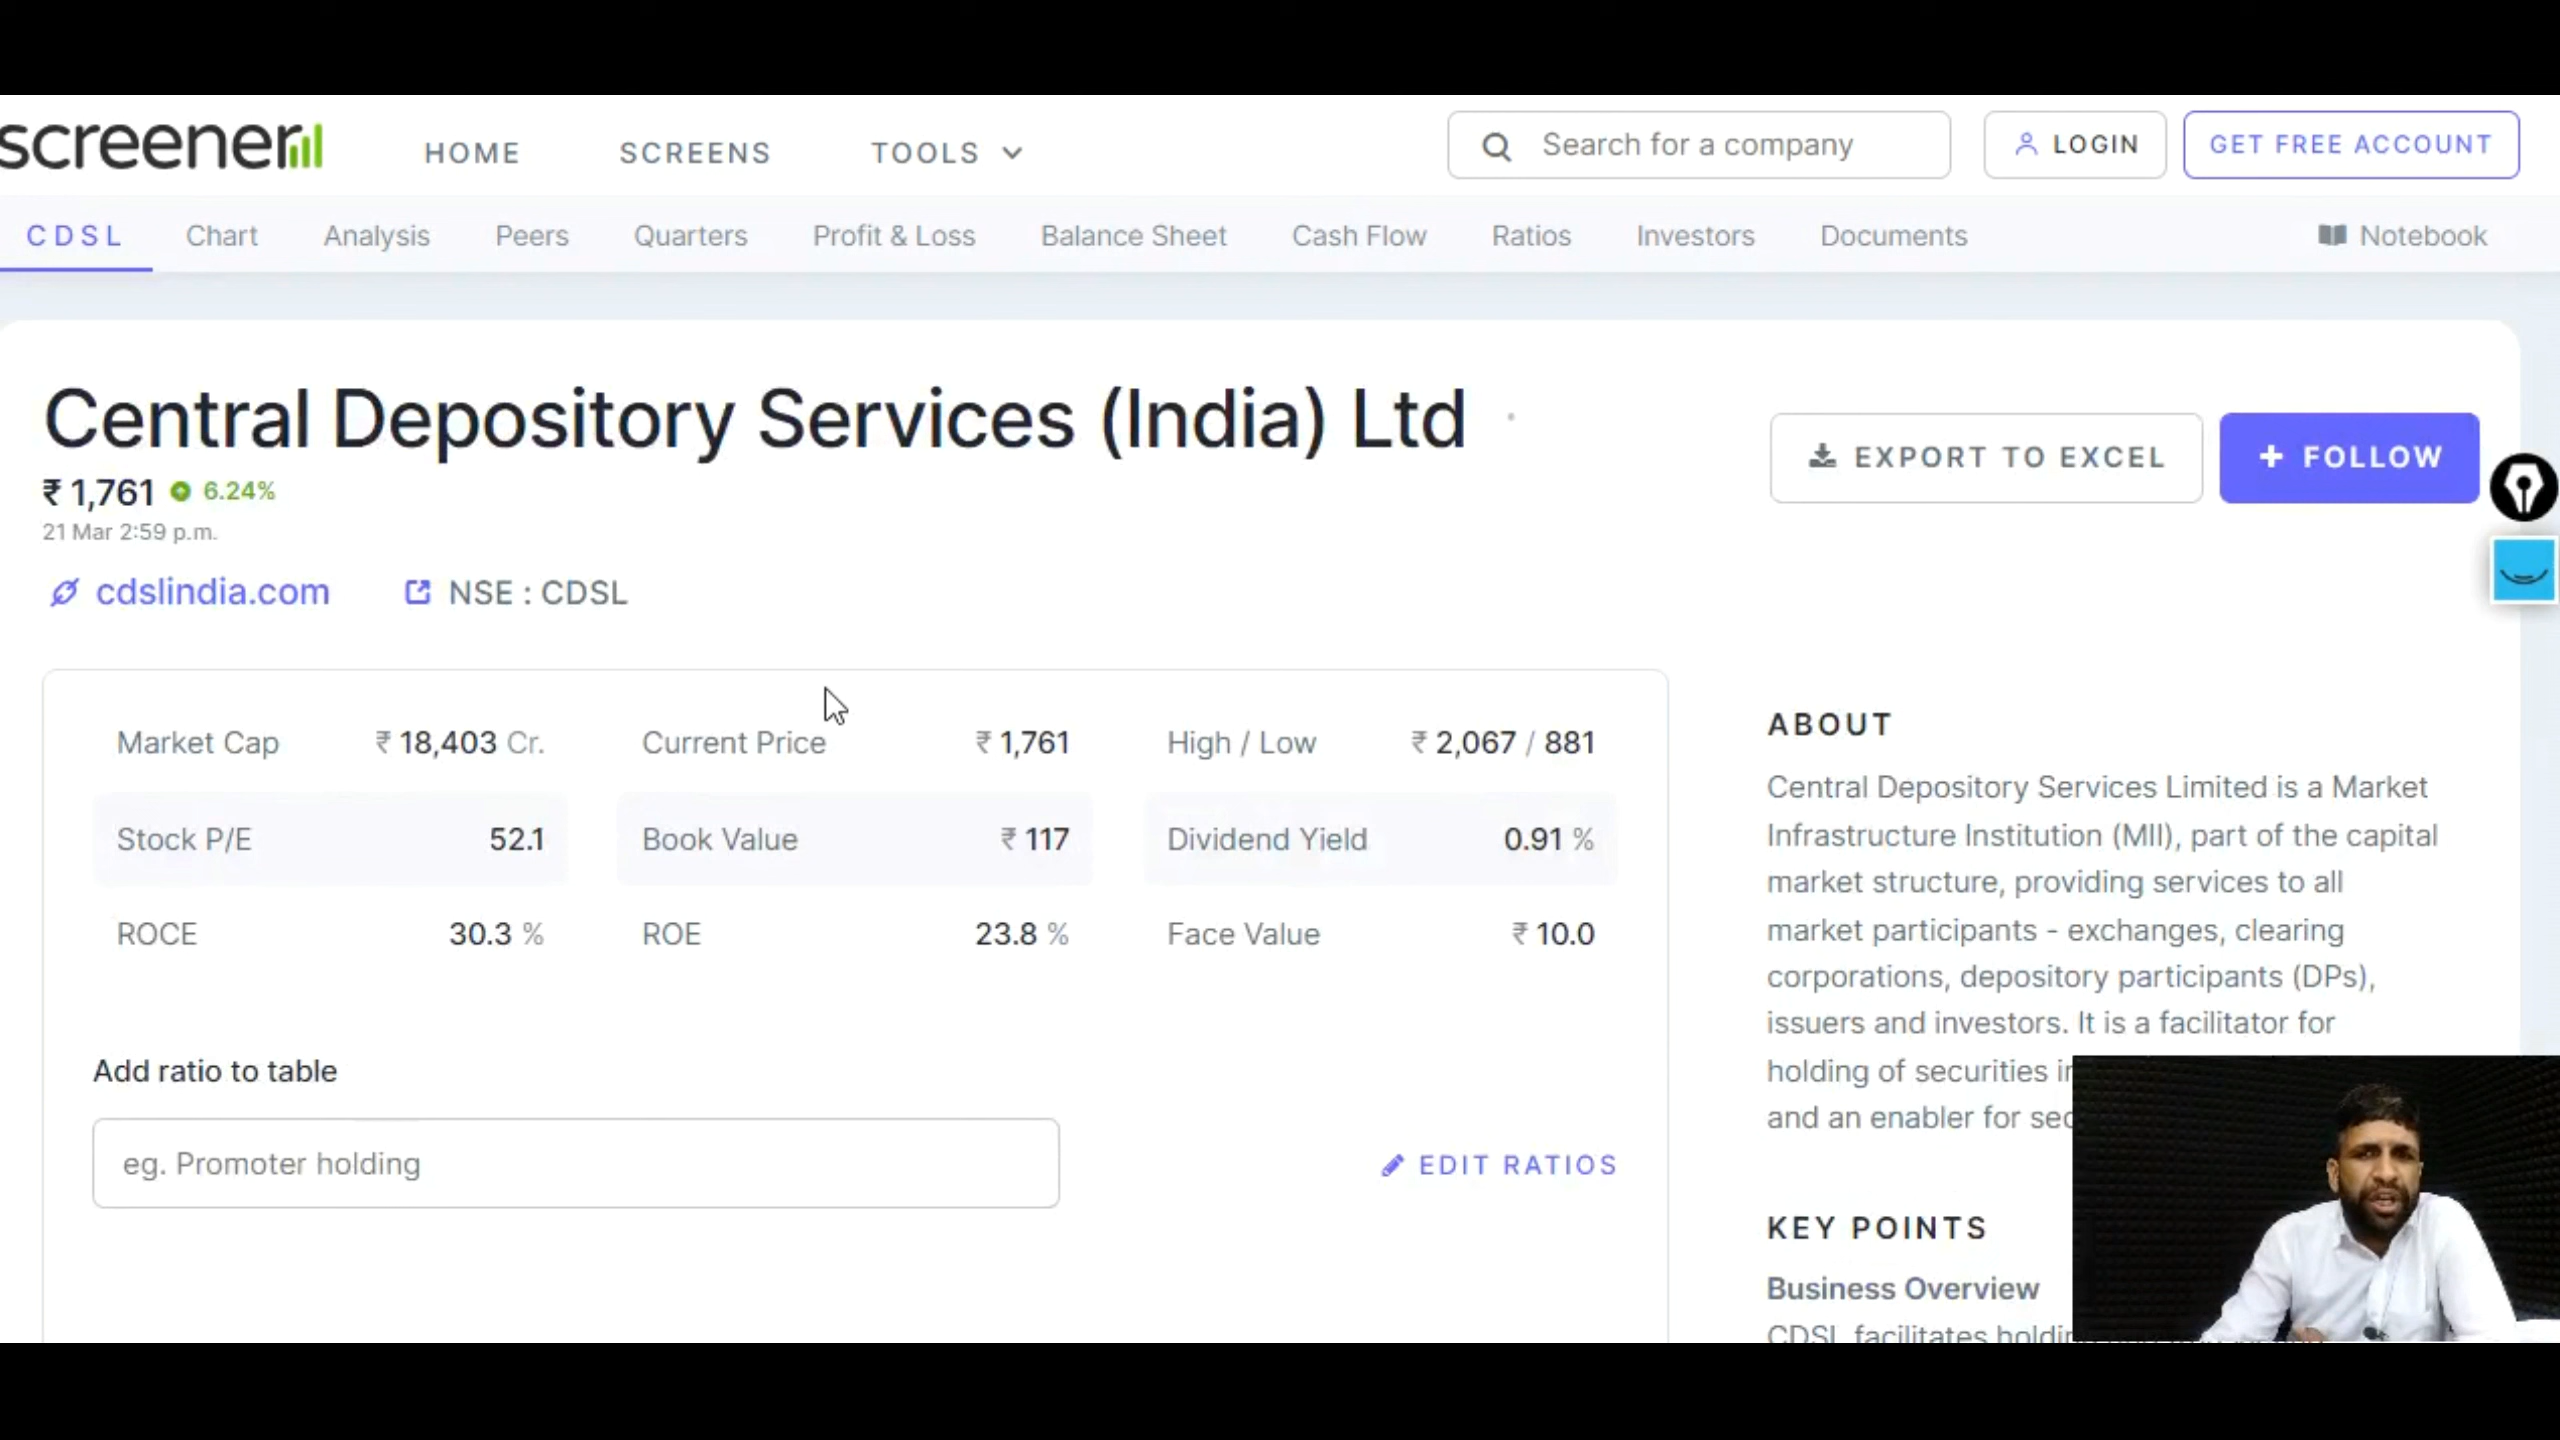 screener
HOME SCREENS TOOLS
Search for a company
LOGIN
GET FREE ACCOUNT
CDSL Chart Analysis Peers Quarters Profit & Loss Balance Sheet Cash Flow Ratios Investors Documents Notebook
Central Depository Services (India) Ltd
EXPORT TO EXCEL
+ FOLLOW
₹ 1,761 6.24%
21 Mar 2:59 p.m.
cdslindia.com NSE : CDSL
Market Cap ₹ 18,403 Cr.
Current Price ₹ 1,761
High / Low ₹ 2,067 / 881
Stock P/E 52.1
Book Value ₹ 117
Dividend Yield 0.91 %
ROCE 30.3 %
ROE 23.8 %
Face Value ₹ 10.0
Add ratio to table
eg. Promoter holding
EDIT RATIOS
ABOUT
Central Depository Services Limited is a Market
Infrastructure Institution (MII), part of the capital
market structure, providing services to all
market participants - exchanges, clearing
corporations, depository participants (DPs),
issuers and investors. It is a facilitator for
holding of securities
and an enabler for
KEY POINTS
Business Overview
CDSL facilitates